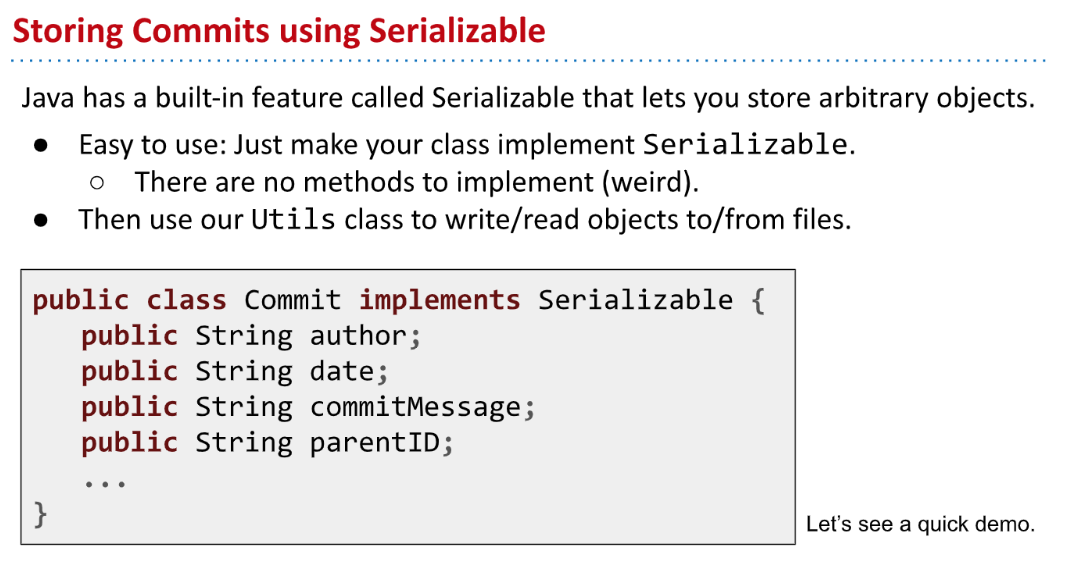 Storing Commits using Serializable
Java has a built-in feature called Serializable that lets you store arbitrary objects.
● Easy to use: Just make your class implement Serializable.
○ There are no methods to implement (weird).
● Then use our Utils class to write/read objects to/from files.
public class Commit implements Serializable {
public String author;
public String date;
public String commitMessage;
public String parentID;
...
}
Let's see a quick demo.